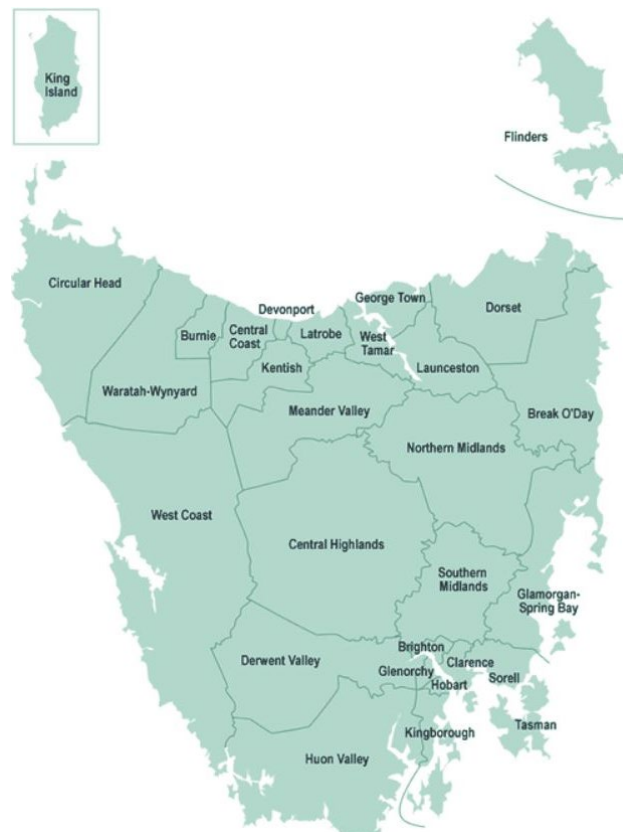 King
Island
Flinders
Circular Head
George Town
Devonport
Dorset
Burnie
Central
Coast
Latrobe
West
Tamar
Kentish
Launceston
Waratah-Wynyard
Meander Valley
Break O'Day
Northern Midlands
West Coast
Central Highlands
Southern
Midlands
Glamorgan-
Spring Bay
Brighton
Derwent Valley
Clarence
Glenorchy
Sorell
Hobart
Tasman
Kingborough
Huon Valley